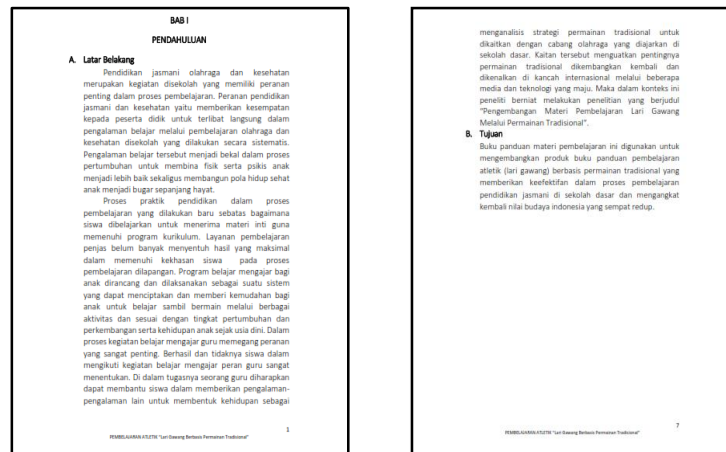 BAB I
PENDAHULUAN
A. Latar Belakang
Pendidikan jasmani olahraga dan kesehatan
merupakan kegiatan disekolah yang memiliki peranan
penting dalam proses pembelajaran. Peranan pendidikan
jasmani dan kesehatan yaitu memberikan kesempatan
kepada peserta didik untuk terlibat langsung dalam
pengalaman belajar melalui pembelajaran olahraga dan
kesehatan disekolah yang dilakukan secara sistematis.
Pengalaman belajar tersebut menjadi bekal dalam proses
pertumbuhan untuk membina fisik serta psikis anak
menjadi lebih baik sekaligus membangun pola hidup sehat
anak menjadi bugar sepanjang hayat.
Proses praktik pendidikan dalam proses
pembelajaran yang dilakukan baru sebatas bagaimana
siswa dibelajarkan untuk menerima materi inti guna
memenuhi program kurikulum. Layanan pembelajaran
penjas belum banyak menyentuh hasil yang maksimal
dalam memenuhi kekhasan siswa pada proses
pembelajaran dilapangan. Program belajar mengajar bagi
anak dirancang dan dilaksanakan sebagai suatu sistem
yang dapat menciptakan dan memberi kemudahan bagi
anak untuk belajar sambil bermain melalui berbagai
aktivitas dan sesuai dengan tingkat pertumbuhan dan
perkembangan serta kehidupan anak sejak usia dini. Dalam
proses kegiatan belajar mengajar guru memegang peranan
yang sangat penting. Berhasil dan tidaknya siswa dalam
mengikuti kegiatan belajar mengajar peran guru sangat
menentukan. Di dalam tugasnya seorang guru diharapkan
dapat membantu siswa dalam memberikan pengalaman-
pengalaman lain untuk membentuk kehidupan sebagai
1
PEMBELAJARAN ATLETIK "Lari Gawang Berbasis Permainan Tradisional"
menganalisis strategi permainan tradisional untuk
dikaitkan dengan cabang olahraga yang diajarkan di
sekolah dasar. Kaitan tersebut menguatkan pentingnya
permainan tradisional dikembangkan kembali dan
dikenalkan di kancah internasional melalui beberapa
media dan teknologi yang maju. Maka dalam konteks ini
peneliti berniat melakukan penelitian yang berjudul
"Pengembangan Materi Pembelajaran Lari Gawang
Melalui Permainan Tradisional".
B. Tujuan
Buku panduan materi pembelajaran ini digunakan untuk
mengembangkan produk buku panduan pembelajaran
atletik (lari gawang) berbasis permainan tradisional yang
memberikan keefektifan dalam proses pembelajaran
pendidikan jasmani di sekolah dasar dan mengangkat
kembali nilai budaya indonesia yang sempat redup.
7
PEMBELAJARAN ATLETIK "Lari Gawang Berbasis Permainan Tradisional"